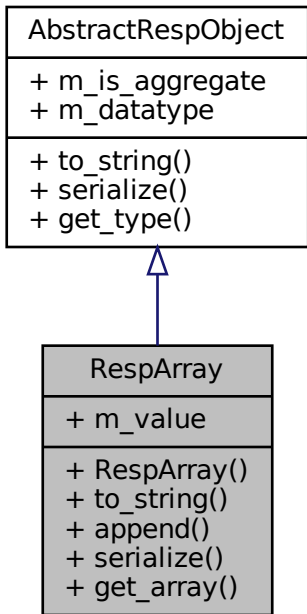 AbstractRespObject
+ m_is_aggregate
+ m_datatype
+ to_string()
+ serialize()
+ get_type()
RespArray
+ m_value
+ RespArray()
+ to_string()
+ append()
+ serialize()
+ get_array()